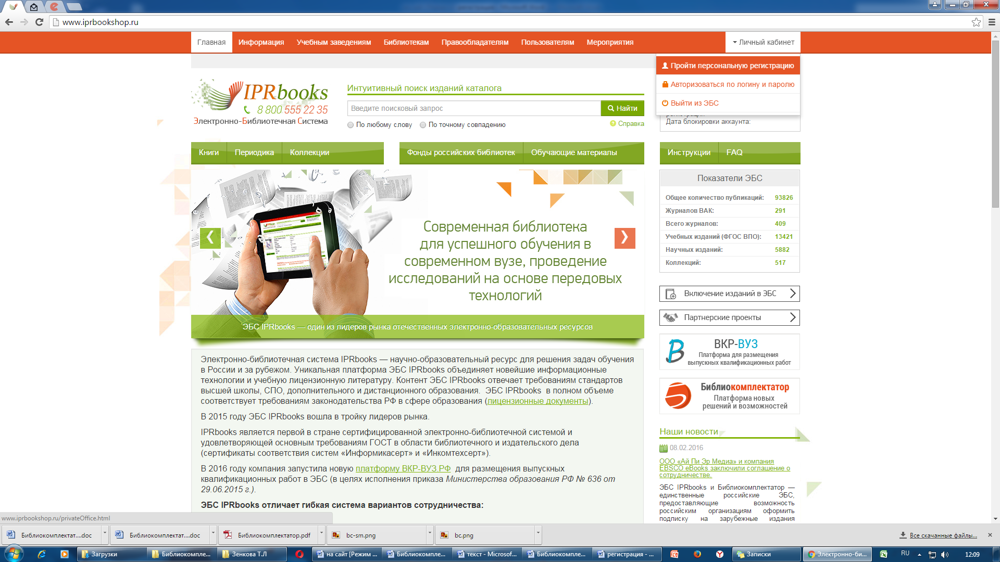 www.iprbookshop.ru
Главная
Информация
Учебным заведениям
Библиотекам
Правообладателям
Пользователям
Мероприятия
Личный кабинет
Пройти персональную регистрацию
Авторизоваться по логину и паролю
Выйти из ЭБС
Дата блокировки аккаунта:
IPRbooks
8 800 555 22 35
Электронно-Библиотечная Система
Интуитивный поиск изданий каталога
Введите поисковый запрос
Найти
По любому слову
По точному совпадению
Справка
Книги
Периодика
Коллекции
Фонды российских библиотек
Обучающие материалы
Инструкции
FAQ
Современная библиотека
для успешного обучения в
современном вузе, проведение
исследований на основе передовых
технологий
ЭБС IPRbooks — один из лидеров рынка отечественных электронно-образовательных ресурсов
Показатели ЭБС
Общее количество публикаций: 93826
Журналов ВАК: 291
Всего журналов: 409
Учебных изданий (ФГОС ВПО): 13421
Научных изданий: 5882
Коллекций: 517
Включение изданий в ЭБС
Партнерские проекты
ВКР-ВУЗ
Платформа для размещения
выпускных квалификационных работ
Библиокомплектатор
Платформа новых
решений и возможностей
Наши новости
08.02.2016
ООО «Ай Пи Эр Медиа» и компания
EBSCO eBooks заключили соглашение о
сотрудничестве.
ЭБС IPRbooks и Библиокомплектатор —
единственные российские ЭБС,
предоставляющие возможность
российским организациям оформить
подписку на зарубежные издания
Электронно-библиотечная система IPRbooks — научно-образовательный ресурс для решения задач обучения
в России и за рубежом. Уникальная платформа ЭБС IPRbooks объединяет новейшие информационные
технологии и учебную лицензионную литературу. Контент ЭБС IPRbooks отвечает требованиям стандартов
высшей школы, СПО, дополнительного и дистанционного образования. ЭБС IPRbooks в полном объеме
соответствует требованиям законодательства РФ в сфере образования (лицензионные документы).
В 2015 году ЭБС IPRbooks вошла в тройку лидеров рынка.
IPRbooks является первой в стране сертифицированной электронно-библиотечной системой и
удовлетворяющей основным требованиям ГОСТ в области библиотечного и издательского дела
(сертификаты соответствия систем «Информикасерт» и «Инкомтехсерт»).
В 2016 году компания запустила новую платформу ВКР-ВУЗ.РФ для размещения выпускных
квалификационных работ в ЭБС (в целях исполнения приказа Министерства образования РФ № 636 от
29.06.2015 г.).
ЭБС IPRbooks отличает гибкая система вариантов сотрудничества:
www.iprbookshop.ru/privateOffice.html
Библиокомплектат....doc
Библиокомплектат....doc
Библиокомплектатор.pdf
bc-sm.png
bc.png
Все скачанные файлы...
Загрузки
Библиокомпле...
Зенкова Т.Л
на сайт [Режим ...
Библиокомпле...
текст - Microsof...
Библиокомпле...
регистрация - ...
Записки
Электронно-би...
RU
12:09